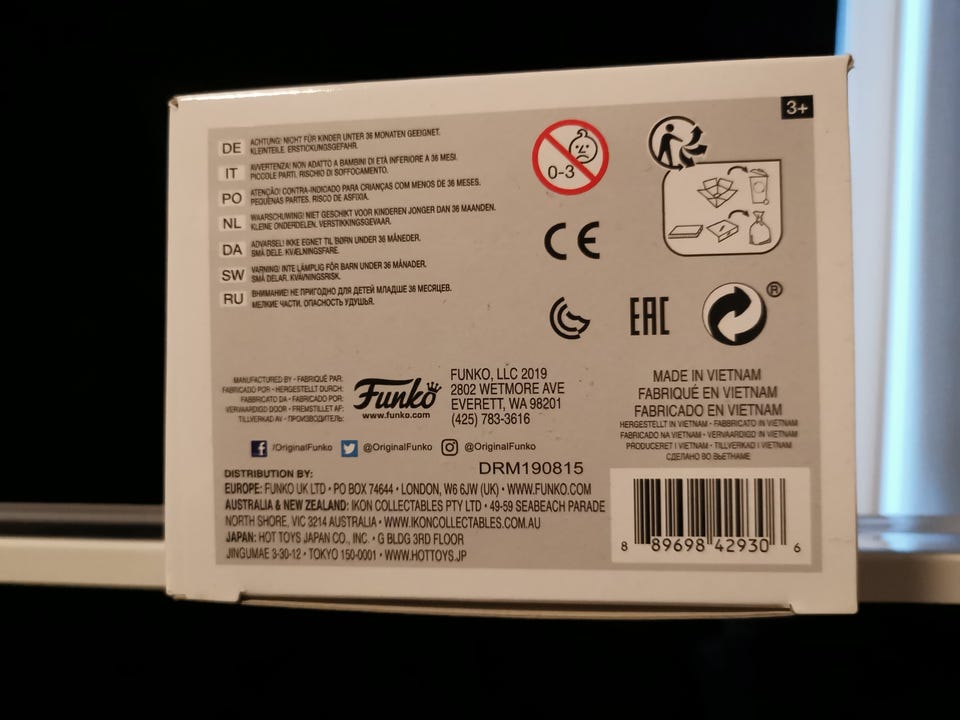 3+
DE ACHTUNG! NICHT FÜR KINDER UNTER 36 MONATEN GEEIGNET.
KLEINTEILE. ERSTICKUNGSGEFAHR.
IT AVVERTENZA! NON ADATTO A BAMBINI DI ETÀ INFERIORE A 36 MESI.
PICCOLE PARTI. RISCHIO DI SOFFOCAMENTO.
PO ATENÇÃO! CONTRA-INDICADO PARA CRIANÇAS COM MENOS DE 36 MESES.
PEQUENAS PARTES. RISCO DE ASFIXIA.
NL WAARSCHUWING! NIET GESCHIKT VOOR KINDEREN JONGER DAN 36 MAANDEN.
KLEINE ONDERDELEN. VERSTIKKINGSGEVAAR.
DA ADVARSEL! IKKE EGNET TIL BØRN UNDER 36 MÅNEDER.
SMÅ DELE. KVÆLNINGSFARE.
SW VARNING! INTE LÄMPLIG FÖR BARN UNDER 36 MÅNADER.
SMÅ DELAR. KVÄVNINGSRISK.
RU ВНИМАНИЕ! НЕ ПРИГОДНО ДЛЯ ДЕТЕЙ МЛАДШЕ 36 МЕСЯЦЕВ.
МЕЛКИЕ ЧАСТИ. ОПАСНОСТЬ УДУШЬЯ.
0-3
CE
EAC
®
MANUFACTURED BY • FABRIQUÉ PAR:
FABRICADO POR • HERGESTELLT DURCH:
FABBRICATO DA • FABRICADO POR:
VERVAARDIGD DOOR • FREMSTILLET AF:
TILLVERKAD AV • ПРОИЗВОДИТЕЛЬ:
Funko
www.funko.com
FUNKO, LLC 2019
2802 WETMORE AVE
EVERETT, WA 98201
(425) 783-3616
MADE IN VIETNAM
FABRIQUÉ EN VIETNAM
FABRICADO EN VIETNAM
HERGESTELLT IN VIETNAM • FABBRICATO IN VIETNAM
FABRICADO NA VIETNAM • VERVAARDIGD IN VIETNAM
PRODUCERET I VIETNAM • TILLVERKAD I VIETNAM
СДЕЛАНО ВО ВЬЕТНАМЕ
/OriginalFunko @OriginalFunko @OriginalFunko
DRM190815
DISTRIBUTION BY:
EUROPE: FUNKO UK LTD • PO BOX 74644 • LONDON, W6 6JW (UK) • WWW.FUNKO.COM
AUSTRALIA & NEW ZEALAND: IKON COLLECTABLES PTY LTD • 49-59 SEABEACH PARADE
NORTH SHORE, VIC 3214 AUSTRALIA • WWW.IKONCOLLECTABLES.COM.AU
JAPAN: HOT TOYS JAPAN CO., INC. • G BLDG 3RD FLOOR
JINGUMAE 3-30-12 • TOKYO 150-0001 • WWW.HOTTOYS.JP
8 89698 42930 6